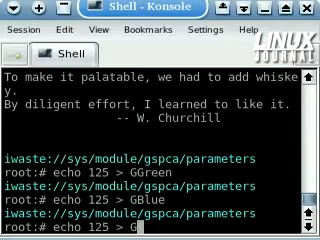 Shell - Konsole
Session Edit View Bookmarks Settings Help
LINUX
JOURNAL
Shell
To make it palatable, we had to add whiske
y.
By diligent effort, I learned to like it.
-- W. Churchill
iwaste://sys/module/gspca/parameters
root:# echo 125 > GGreen
iwaste://sys/module/gspca/parameters
root:# echo 125 > GBlue
iwaste://sys/module/gspca/parameters
root:# echo 125 > G